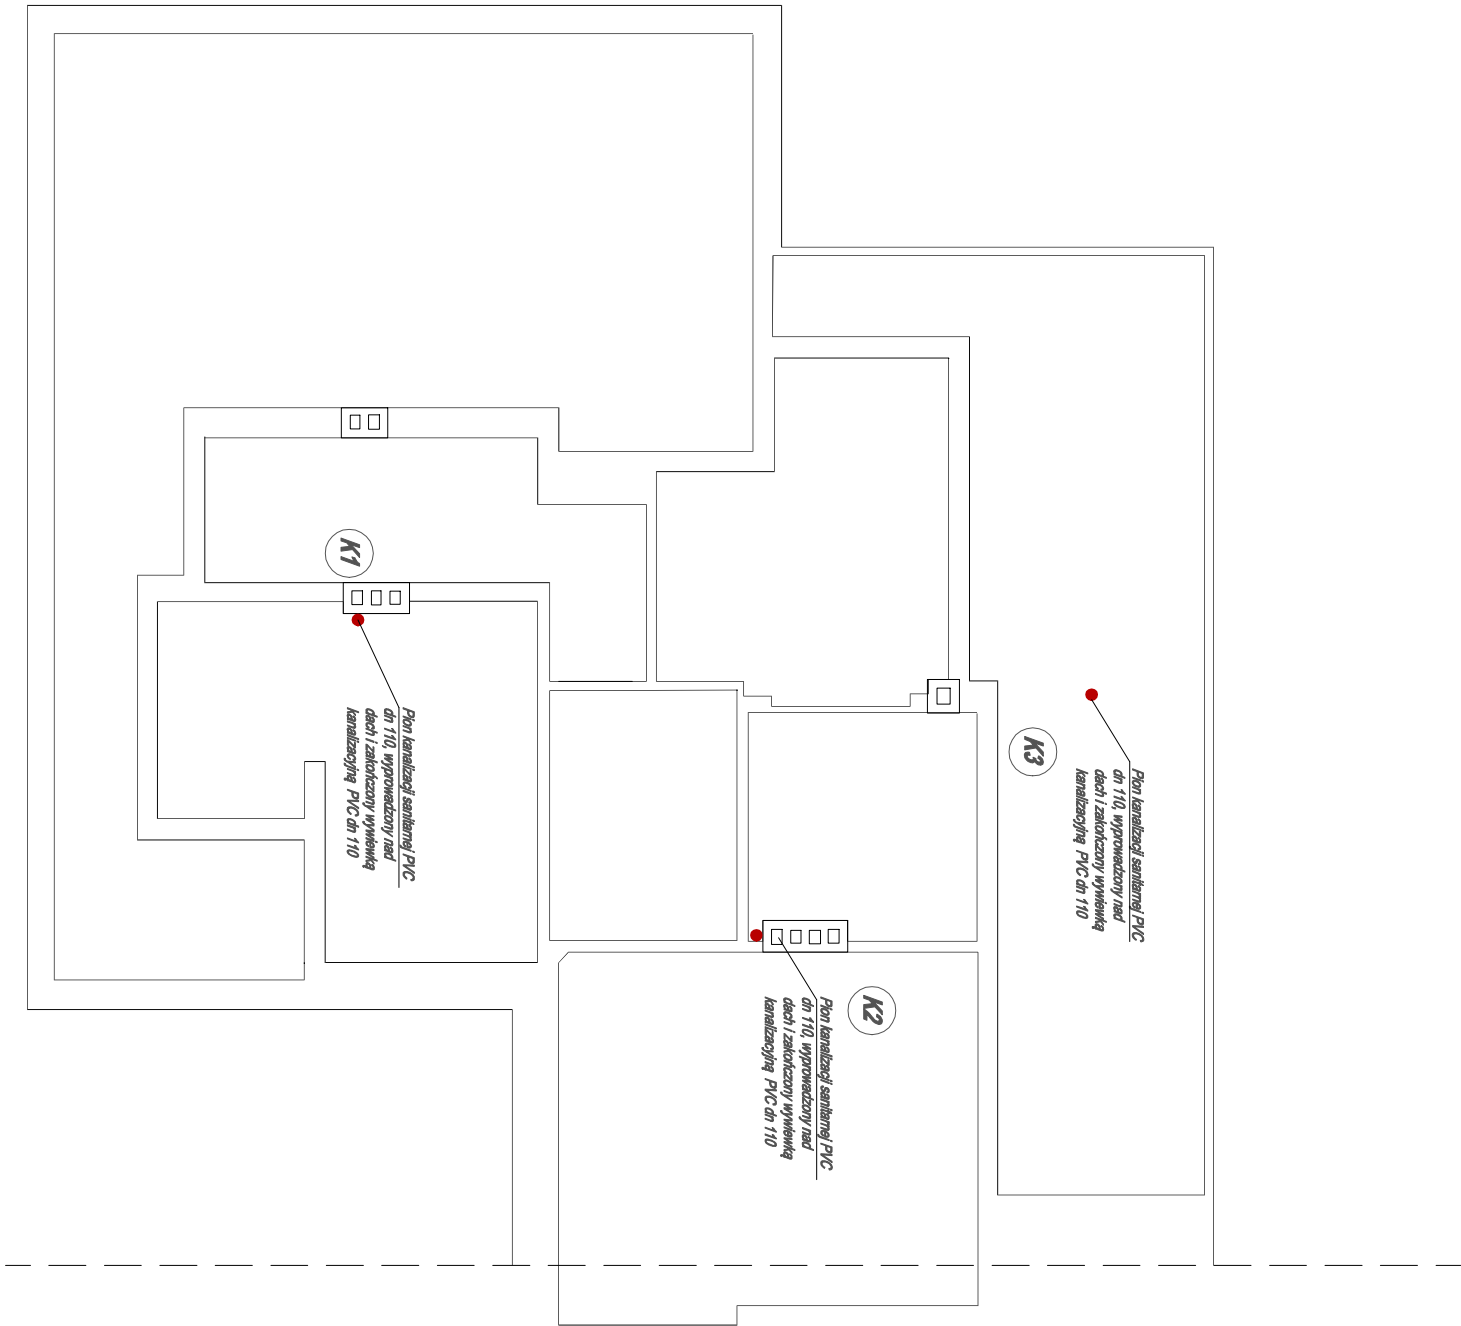 K1
Pion kanalizacji sanitarnej PVC
dn 110, wyprowadzony nad
dach i zakończony wywiewką
kanalizacyjną PVC dn 110
K3
Pion kanalizacji sanitarnej PVC
dn 110, wyprowadzony nad
dach i zakończony wywiewką
kanalizacyjną PVC dn 110
K2
Pion kanalizacji sanitarnej PVC
dn 110, wyprowadzony nad
dach i zakończony wywiewką
kanalizacyjną PVC dn 110